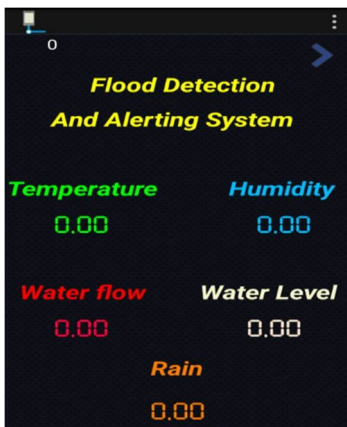 0
Flood Detection
And Alerting System
Temperature Humidity
0.00 0.00
Water flow Water Level
0.00 0.00
Rain
0.00